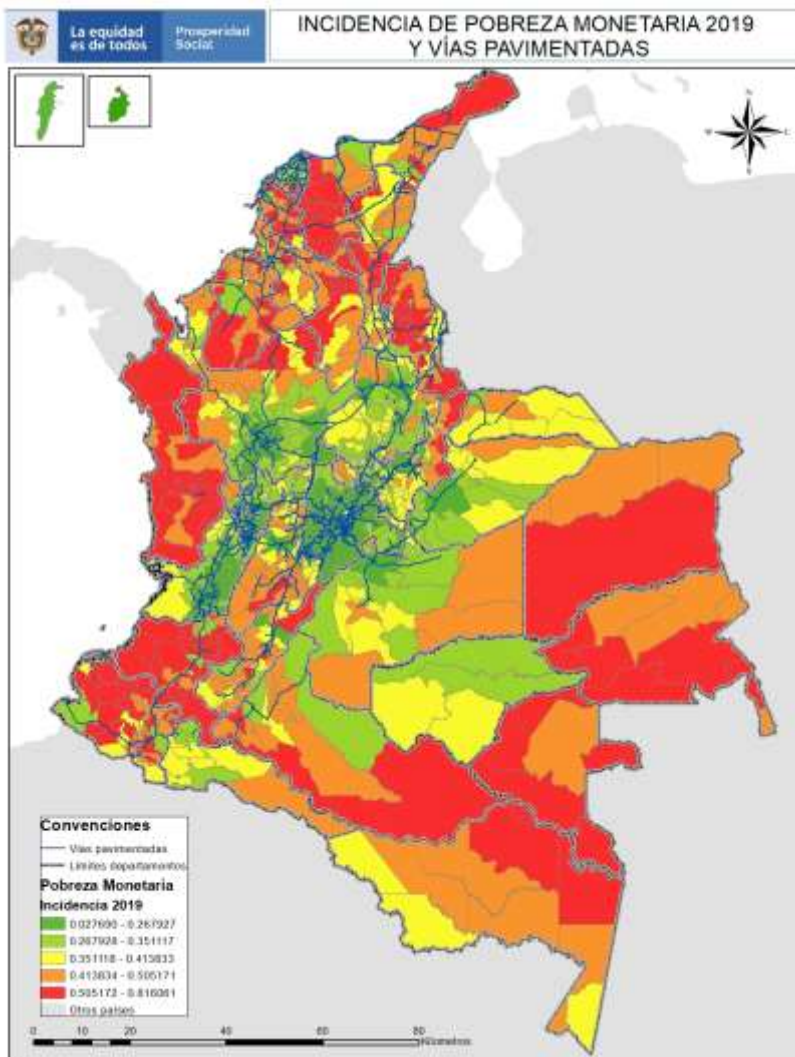 La equidad
es de todos
Prosperidad
Social
INCIDENCIA DE POBREZA MONETARIA 2019
Y VÍAS PAVIMENTADAS
N
W
E
S
Convenciones
Vías pavimentadas
Límites departamentos
Pobreza Monetaria
Incidencia 2019
0.027690 - 0.267927
0.267928 - 0.351117
0.351118 - 0.413833
0.413834 - 0.505171
0.505172 - 0.816061
Otros países
0 20 40 60 80
Kilometros